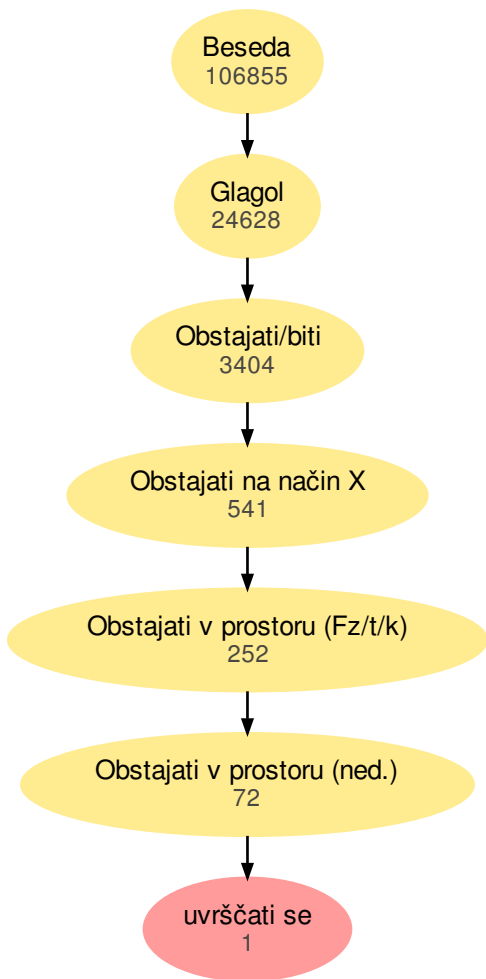 Beseda
106855
Glagol
24628
Obstajati/biti
3404
Obstajati na način X
541
Obstajati v prostoru (Fz/t/k)
252
Obstajati v prostoru (ned.)
72
uvrščati se
1